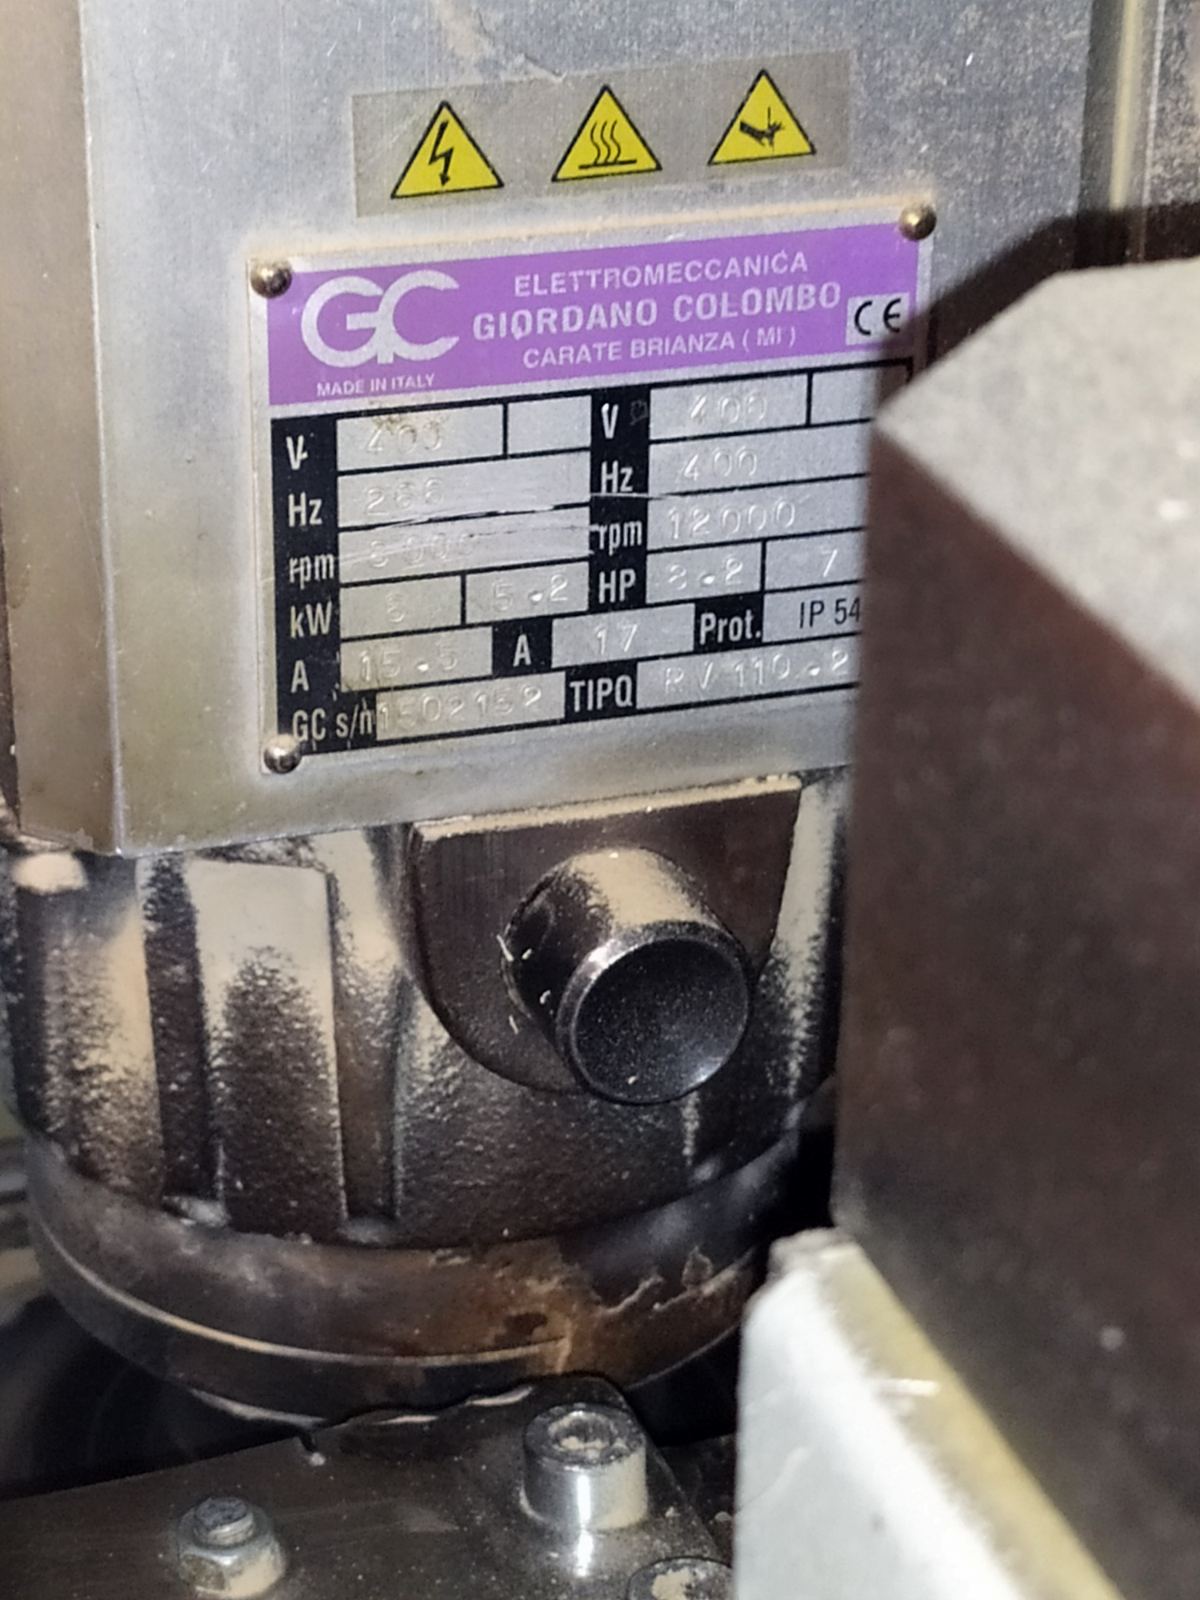 ELETTROMECCANICA
GC GIORDANO COLOMBO CE
CARATE BRIANZA (MI)
MADE IN ITALY
V 400 V 400
Hz 266 Hz 400
rpm 8000 rpm 12000
kW 6 5.2 HP 8.2 7
A 15.5 A 17 Prot. IP 54
GC s/n 1502152 TIPO RV 110.2